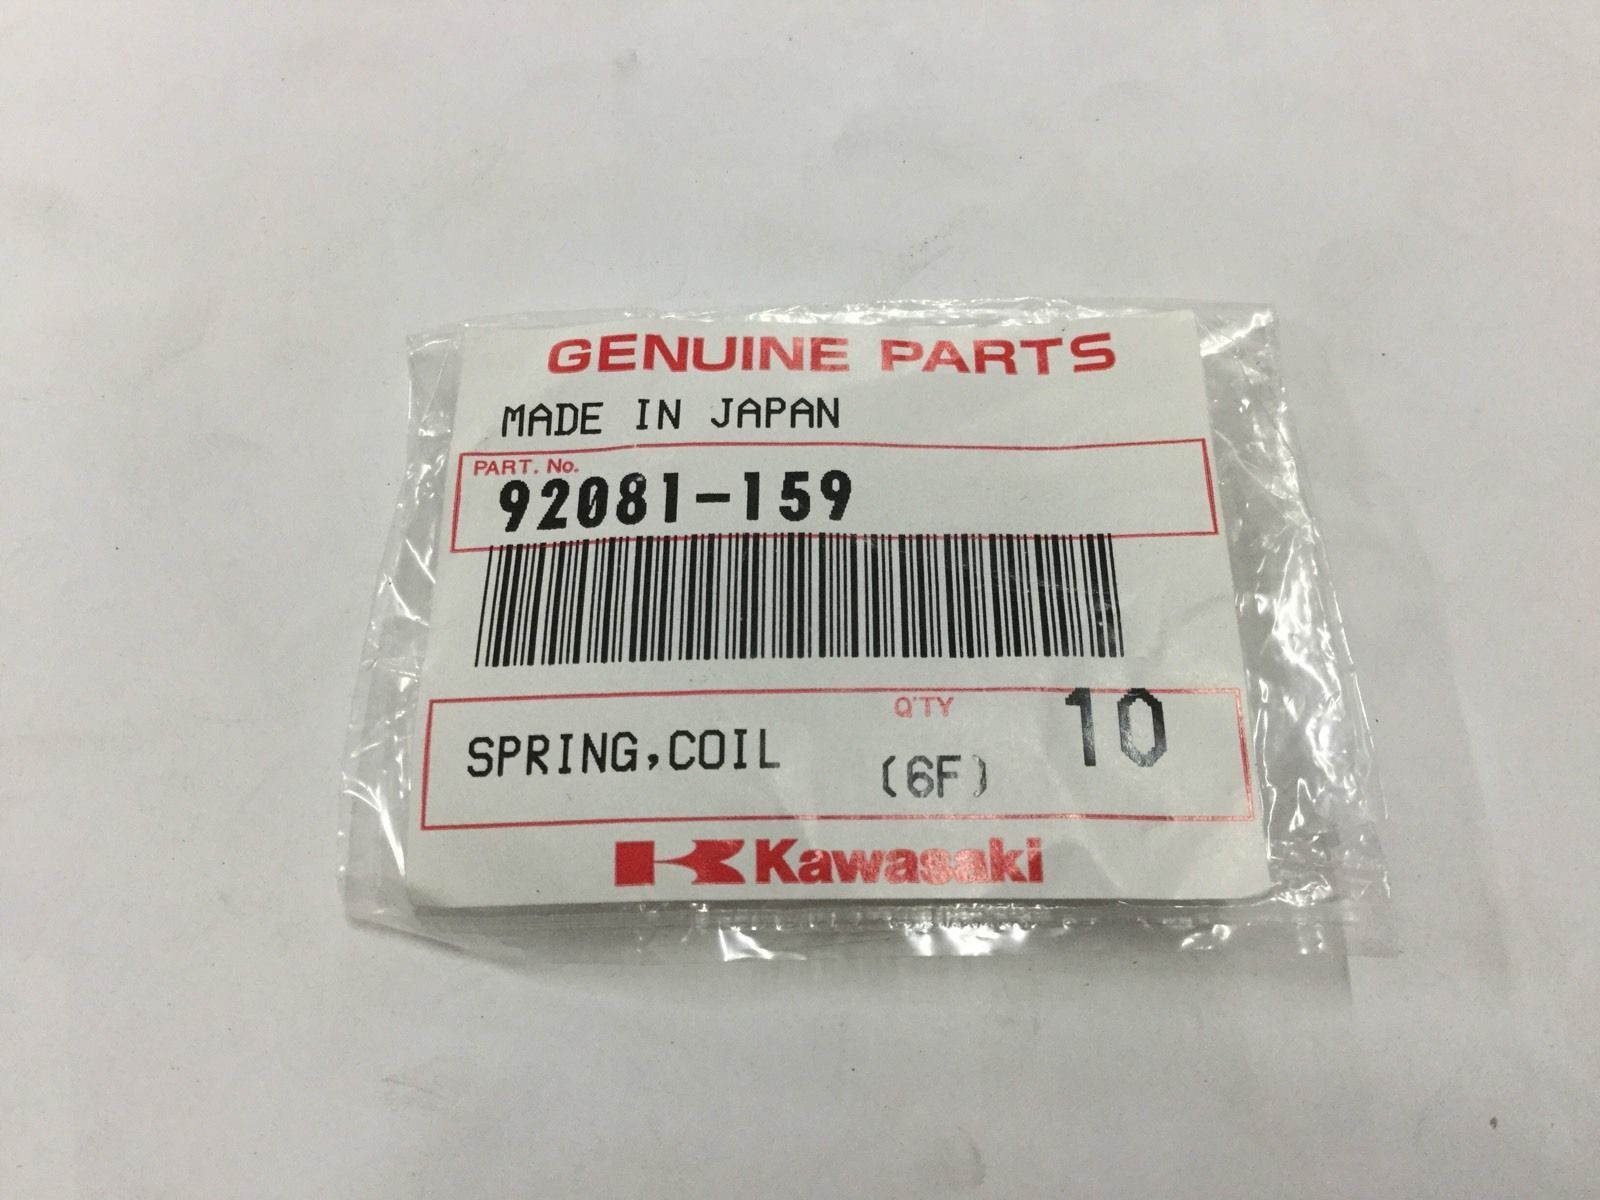 GENUINE PARTS
MADE IN JAPAN
PART. No.
92081-159
Q'TY
10
SPRING,COIL
(6F)
Kawasaki